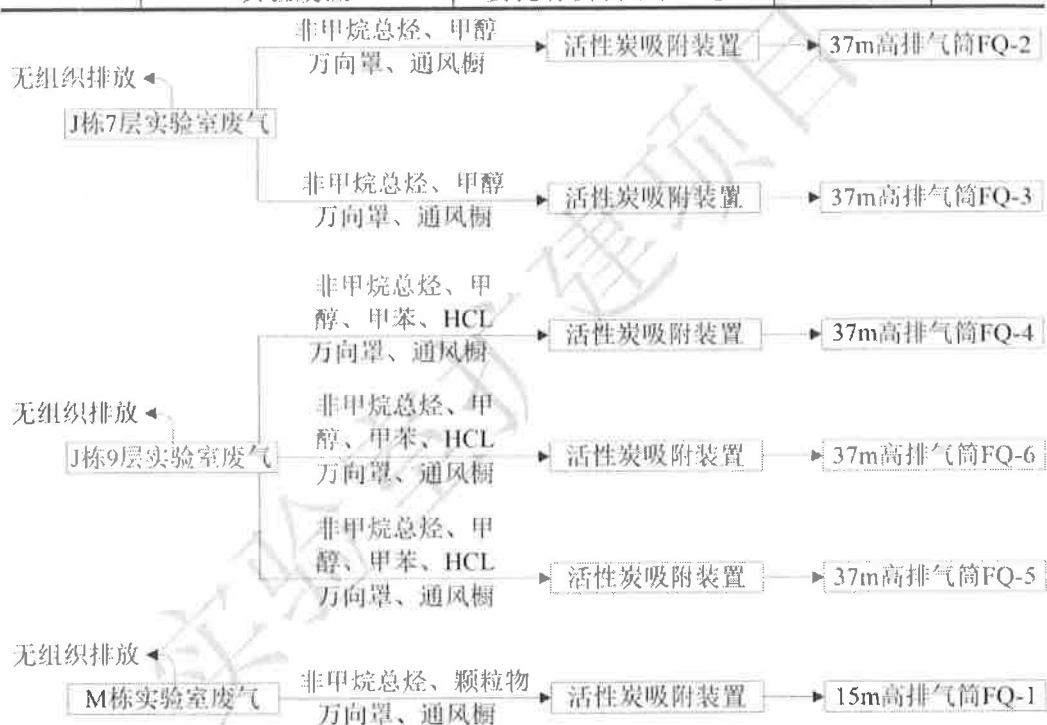 非甲烷总烃、甲醇
万向罩、通风橱
活性炭吸附装置
37m高排气筒FQ-2
无组织排放
J栋7层实验室废气
非甲烷总烃、甲醇
万向罩、通风橱
活性炭吸附装置
37m高排气筒FQ-3
非甲烷总烃、甲
醇、甲苯、HCL
万向罩、通风橱
活性炭吸附装置
37m高排气筒FQ-4
无组织排放
J栋9层实验室废气
非甲烷总烃、甲
醇、甲苯、HCL
万向罩、通风橱
活性炭吸附装置
37m高排气筒FQ-6
非甲烷总烃、甲
醇、甲苯、HCL
万向罩、通风橱
活性炭吸附装置
37m高排气筒FQ-5
无组织排放
M栋实验室废气
非甲烷总烃、颗粒物
万向罩、通风橱
活性炭吸附装置
15m高排气筒FQ-1
实验室扩建项目